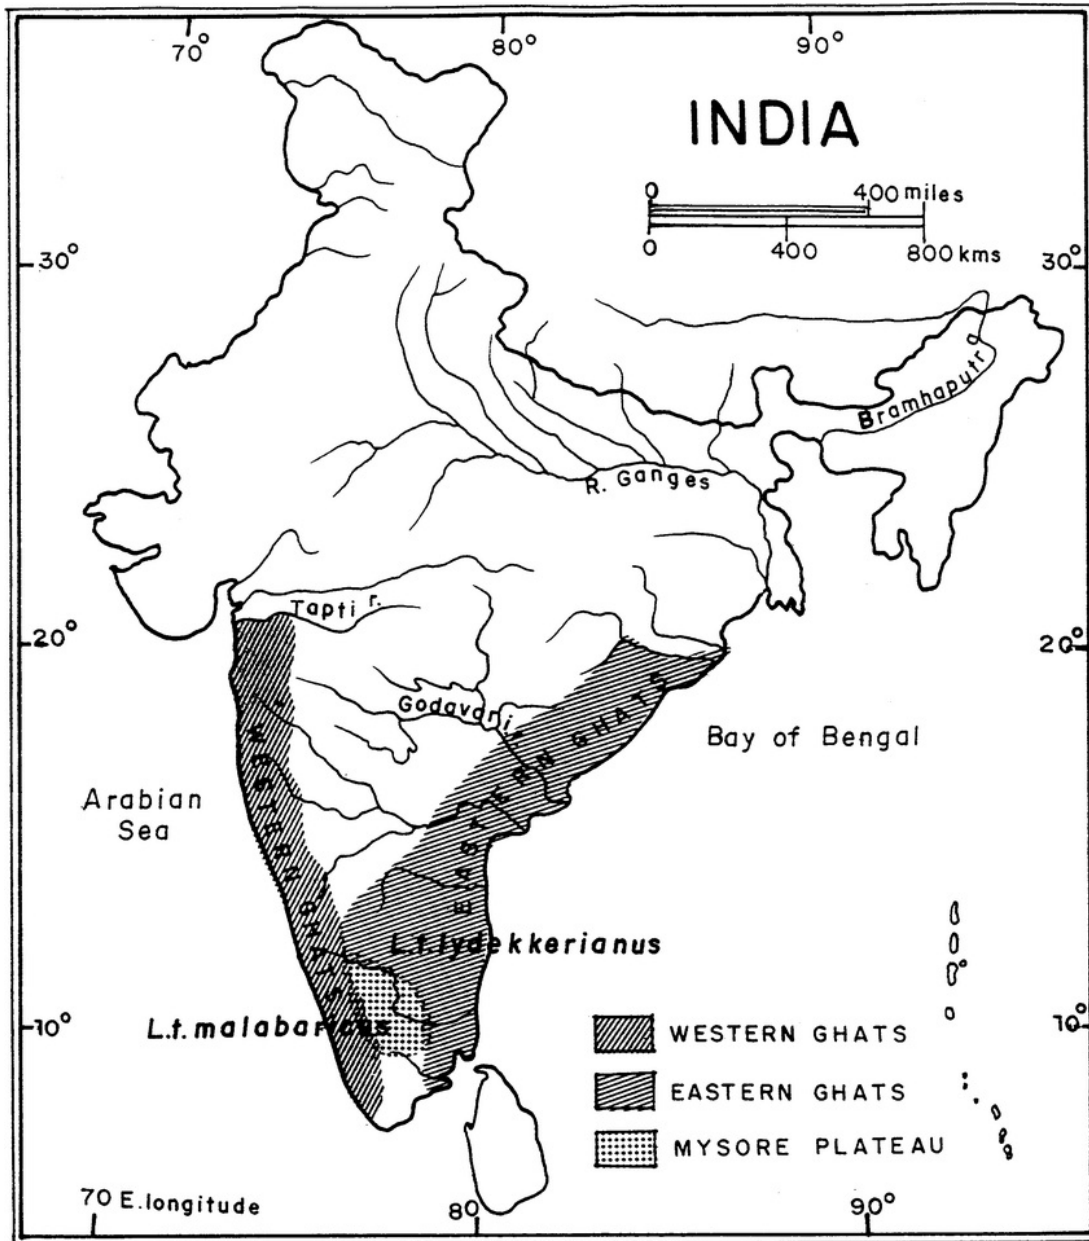 70° 80° 90°
INDIA
0 400 miles
0 400 800 kms
30° 30°
Bramhaputra
R. Ganges
Tapti r.
20° 20°
Godavari r.
WESTERN GHATS
EASTERN GHATS
Bay of Bengal
Arabian
Sea
L.t. lydekkerianus
L.t. malabaricus
10° 10°
WESTERN GHATS
EASTERN GHATS
MYSORE PLATEAU
70 E. longitude 80° 90°